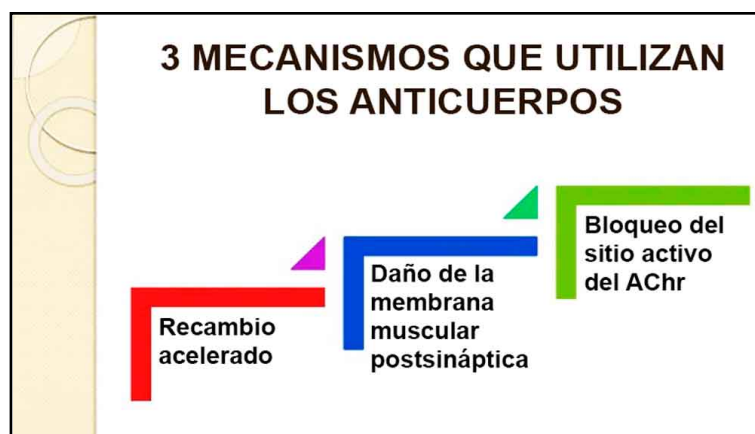 3 MECANISMOS QUE UTILIZAN
LOS ANTICUERPOS
Recambio
acelerado
Daño de la
membrana
muscular
postsináptica
Bloqueo del
sitio activo
del AChr